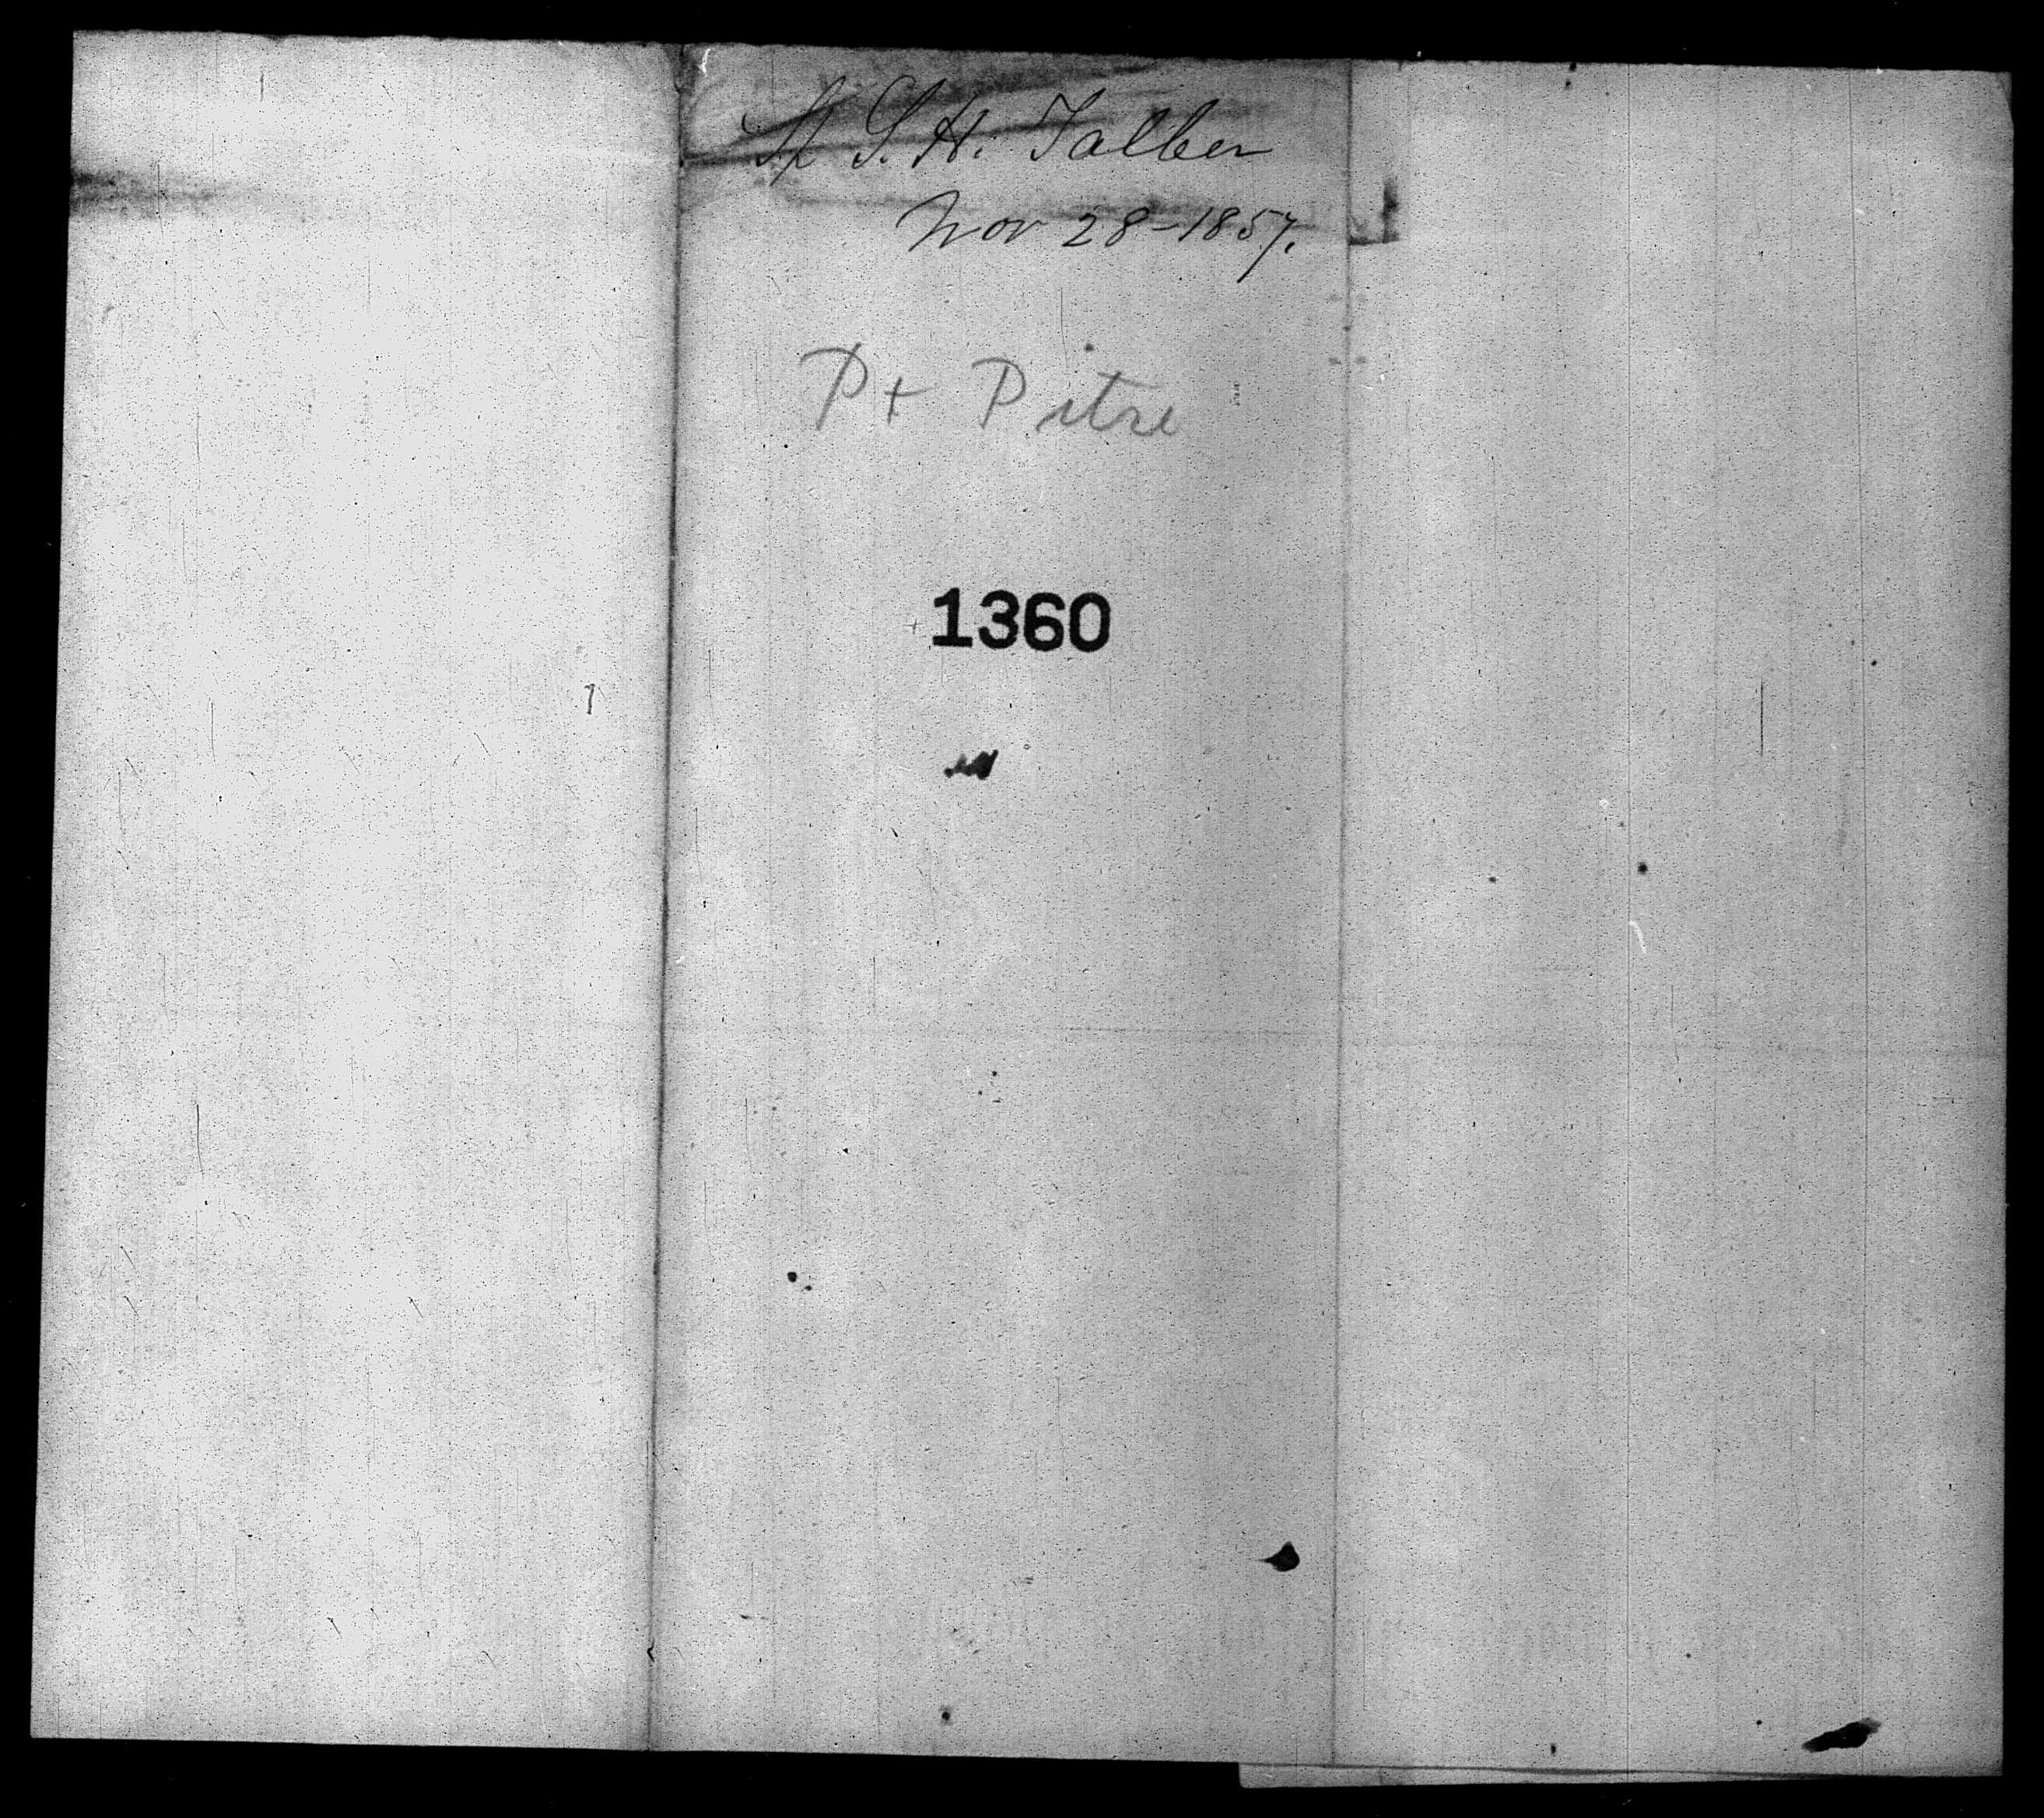 S. H. Talber
Nov 28-1857.
Pt Pitre
1360